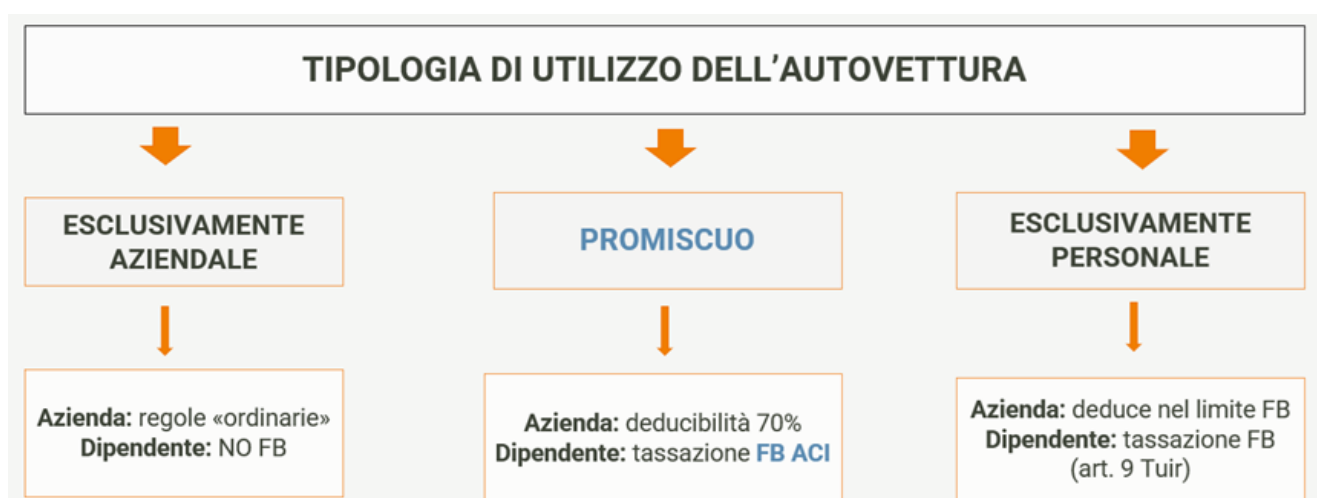 TIPOLOGIA DI UTILIZZO DELL'AUTOVETTURA
ESCLUSIVAMENTE
AZIENDALE
PROMISCUO
ESCLUSIVAMENTE
PERSONALE
Azienda: regole «ordinarie»
Dipendente: NO FB
Azienda: deducibilità 70%
Dipendente: tassazione FB ACI
Azienda: deduce nel limite FB
Dipendente: tassazione FB
(art. 9 Tuir)